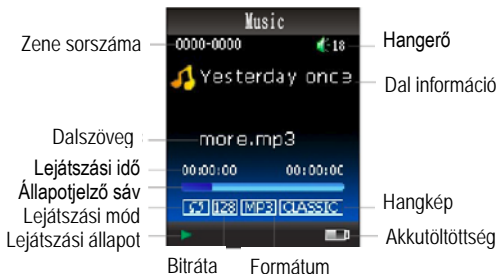 Music
Zene sorszáma
0000-0000
18
Hangerő
Yesterday once
Dal információ
Dalszöveg
more.mp3
Lejátszási idő
00:00:00
00:00:00
Állapotjelző sáv
128 MP3 CLASSIC
Hangkép
Lejátszási mód
Lejátszási állapot
Akkutöltöttség
Bitráta
Formátum